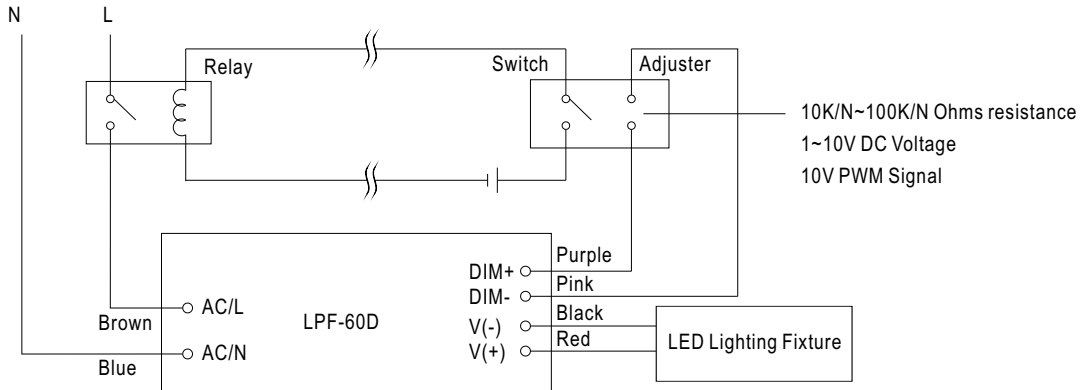 N
L
Relay
Switch
Adjuster
10K/N~100K/N Ohms resistance
1~10V DC Voltage
10V PWM Signal
Purple
DIM+
Pink
DIM-
Black
V(-)
Red
V(+)
AC/L
Brown
LPF-60D
AC/N
Blue
LED Lighting Fixture